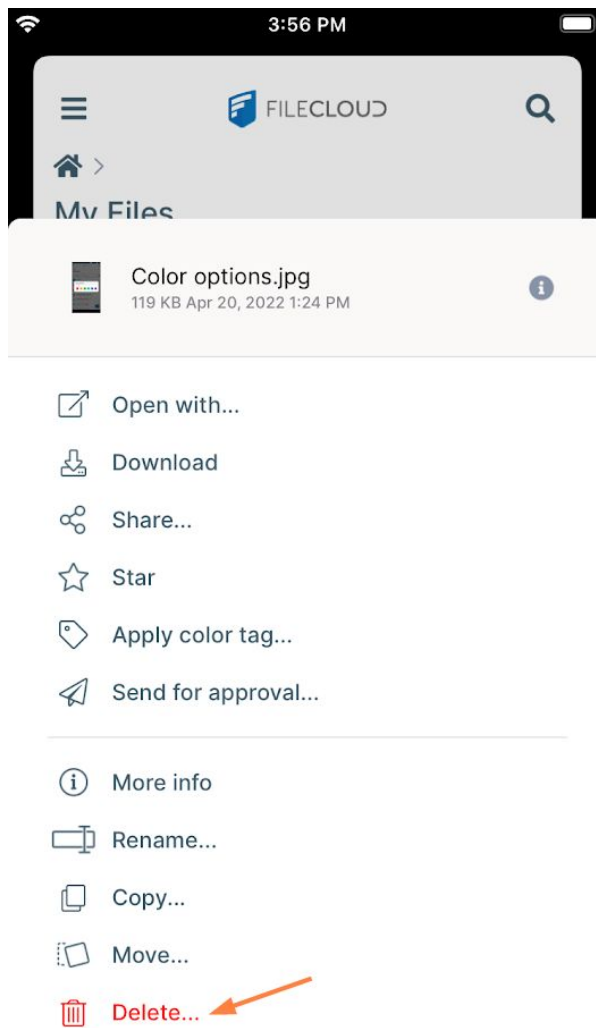 3:56 PM
FILECLOUD
My Files
Color options.jpg
119 KB Apr 20, 2022 1:24 PM
Open with...
Download
Share...
Star
Apply color tag...
Send for approval...
More info
Rename...
Copy...
Move...
Delete...